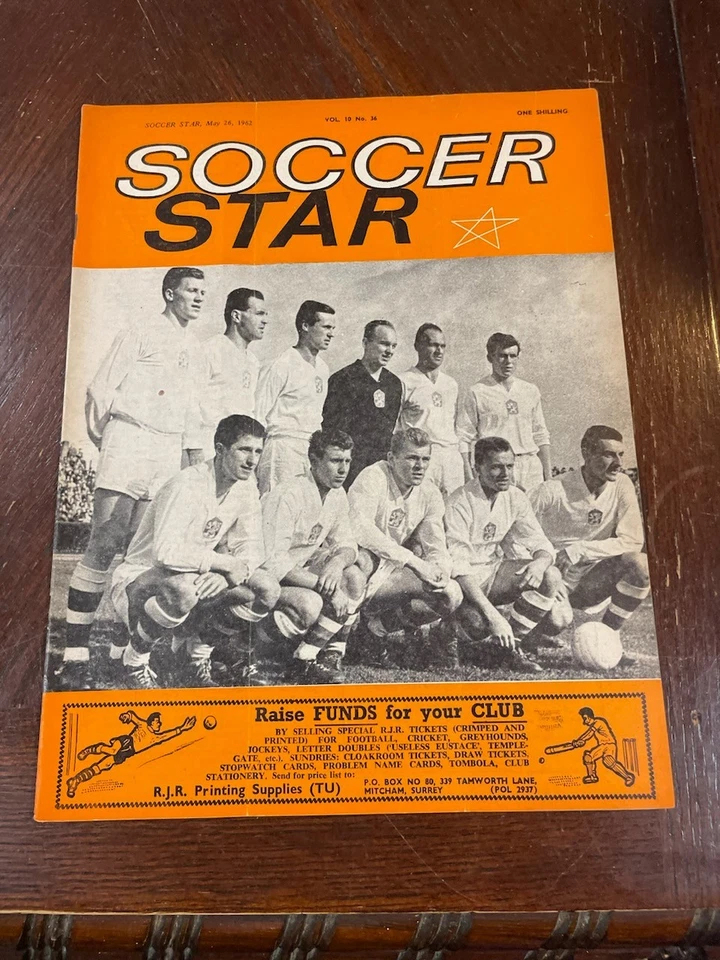 SOCCER STAR, May 26, 1962
VOL. 10 No. 36
ONE SHILLING
SOCCER
STAR
Raise FUNDS for your CLUB
BY SELLING SPECIAL R.J.R. TICKETS (CRIMPED AND
PRINTED) FOR FOOTBALL, CRICKET, GREYHOUNDS,
JOCKEYS, LETTER DOUBLES ('USELESS EUSTACE', TEMPLE-
GATE, etc.). SUNDRIES: CLOAKROOM TICKETS, DRAW TICKETS,
STOPWATCH CARDS, PROBLEM NAME CARDS, TOMBOLA, CLUB
STATIONERY. Send for price list to:
R.J.R. Printing Supplies (TU)
P.O. BOX NO 80, 339 TAMWORTH LANE,
MITCHAM, SURREY (POL 2937)